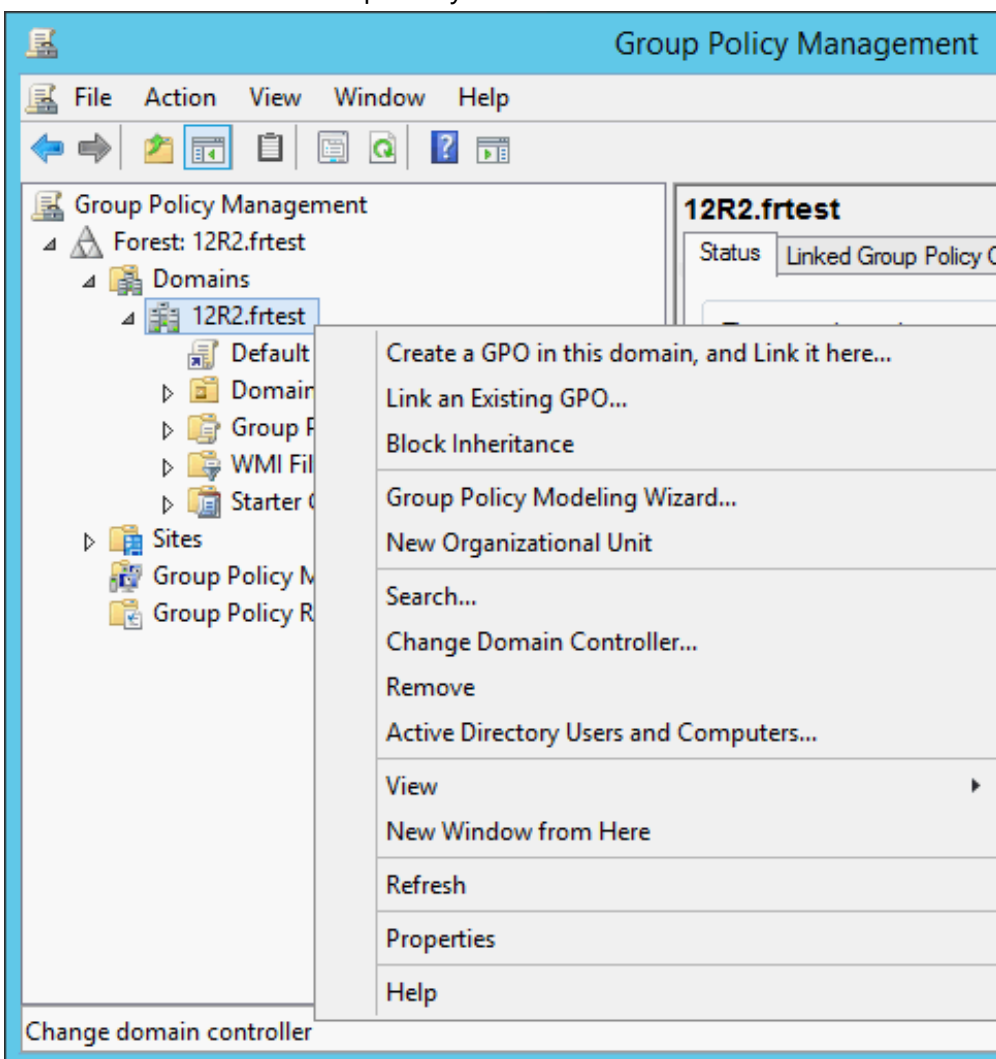 Group Policy Management
File Action View Window Help
Group Policy Management
Forest: 12R2.frtest
Domains
12R2.frtest
Default
Domain
Group P
WMI Fil
Starter
Sites
Group Policy M
Group Policy R
12R2.frtest
Status Linked Group Policy
Create a GPO in this domain, and Link it here...
Link an Existing GPO...
Block Inheritance
Group Policy Modeling Wizard...
New Organizational Unit
Search...
Change Domain Controller...
Remove
Active Directory Users and Computers...
View
New Window from Here
Refresh
Properties
Help
Change domain controller